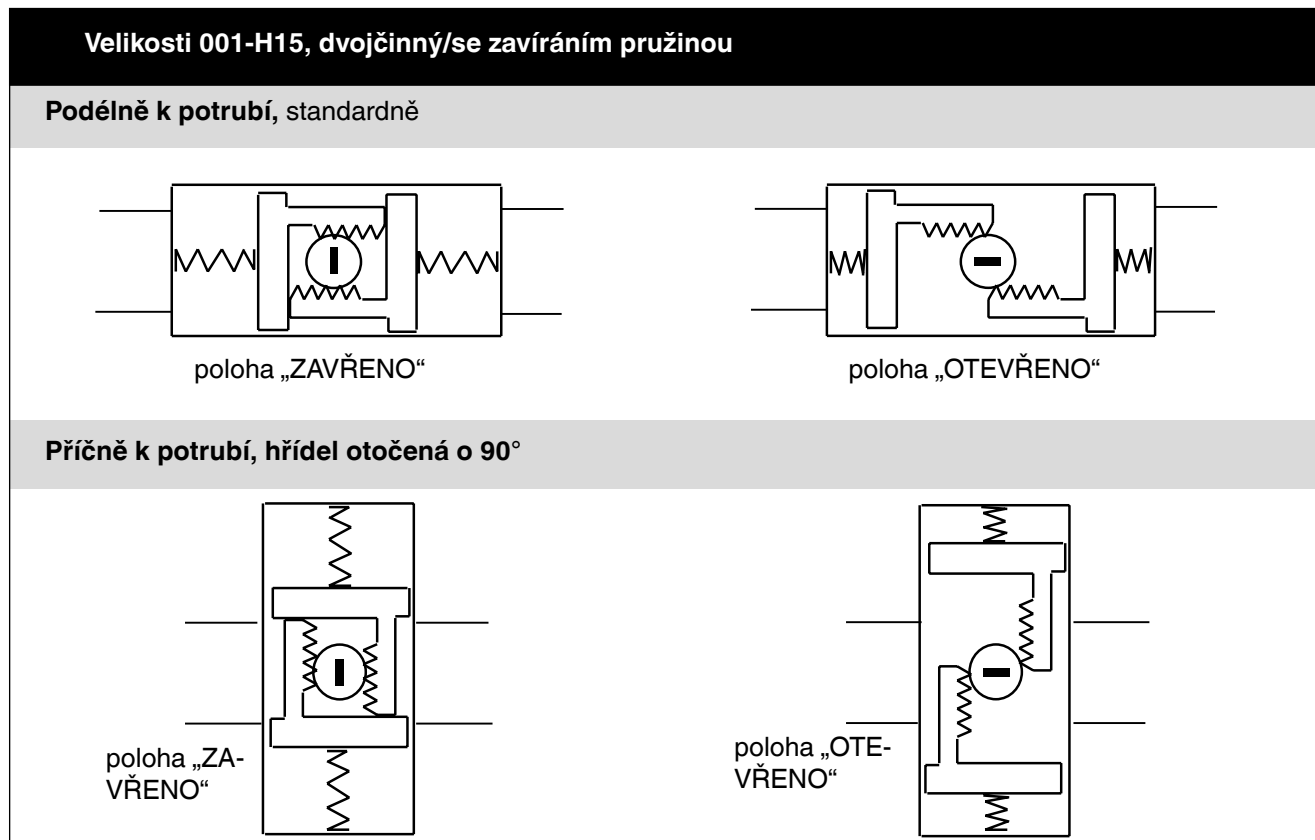 Velikosti 001-H15, dvojčinný/se zavíráním pružinou
Podélně k potrubí, standardně
poloha „ZAVŘENO“
poloha „OTEVŘENO“
Příčně k potrubí, hřídel otočená o 90°
poloha „ZA-
VŘENO“
poloha „OTE-
VŘENO“